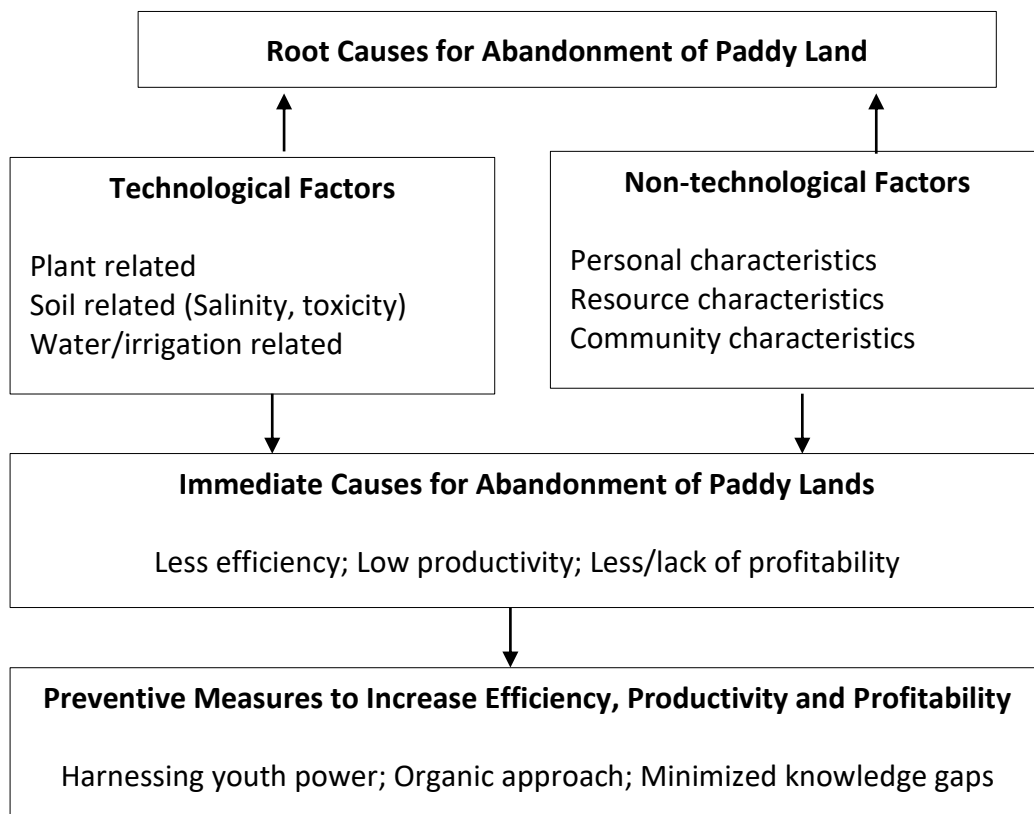 Root Causes for Abandonment of Paddy Land
Technological Factors
Plant related
Soil related (Salinity, toxicity)
Water/irrigation related
Non-technological Factors
Personal characteristics
Resource characteristics
Community characteristics
Immediate Causes for Abandonment of Paddy Lands
Less efficiency; Low productivity; Less/lack of profitability
Preventive Measures to Increase Efficiency, Productivity and Profitability
Harnessing youth power; Organic approach; Minimized knowledge gaps